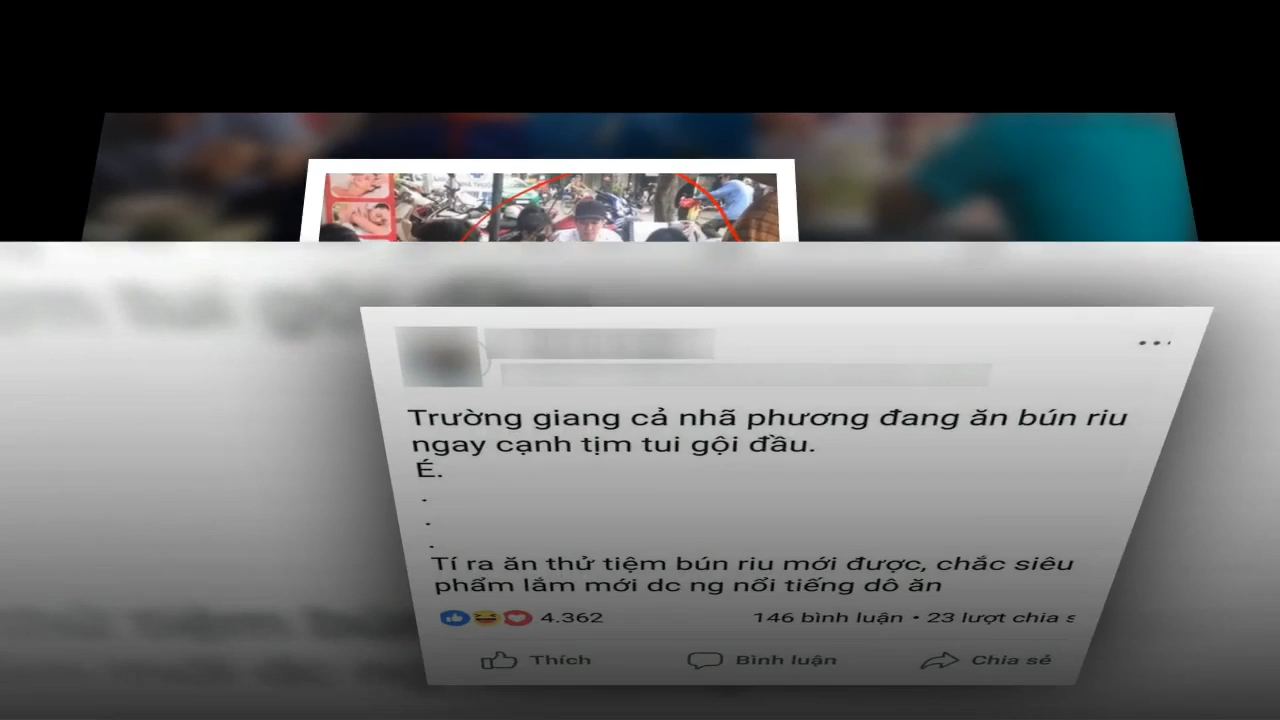 Trường giang cả nhã phương đang ăn bún riu
ngay cạnh tịm tui gội đầu.
É.
.
.
.
Tí ra ăn thử tiệm bún riu mới được, chắc siêu
phẩm lắm mới dc ng nổi tiếng dô ăn
4.362 146 bình luận • 23 lượt chia s
Thích Bình luận Chia sẻ